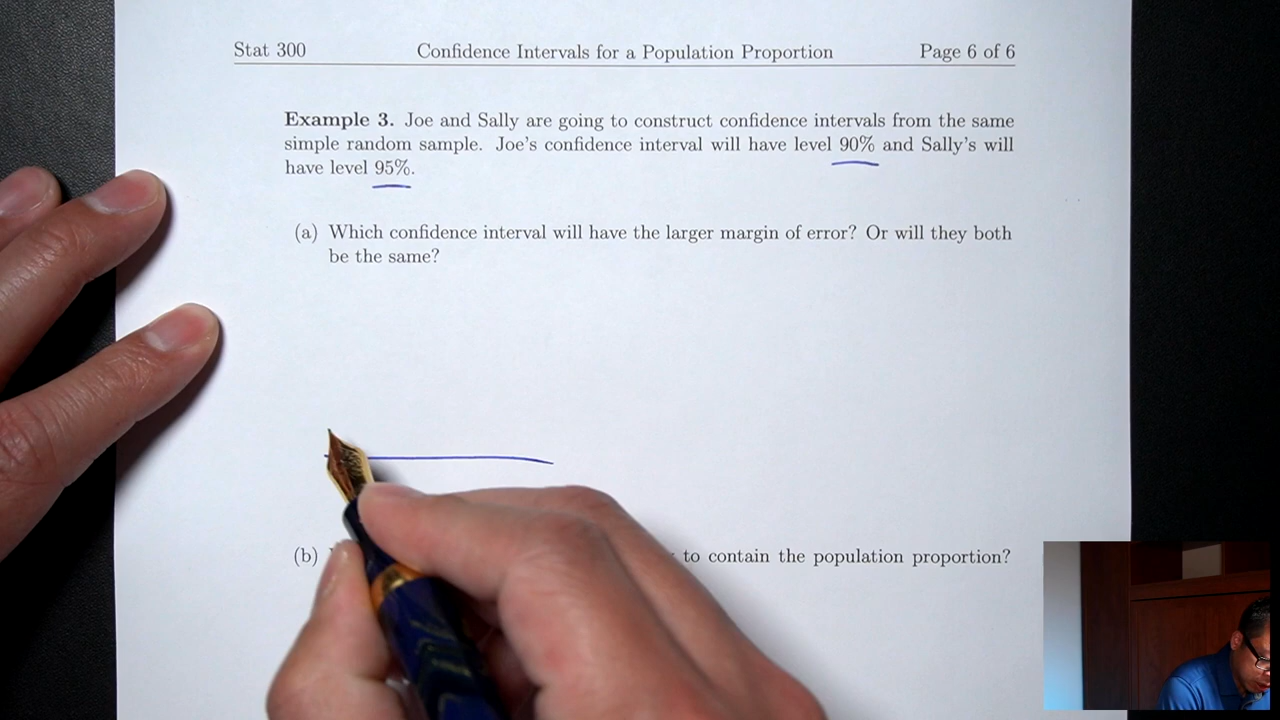 Stat 300 Confidence Intervals for a Population Proportion Page 6 of 6
Example 3. Joe and Sally are going to construct confidence intervals from the same
simple random sample. Joe's confidence interval will have level 90% and Sally's will
have level 95%.
(a) Which confidence interval will have the larger margin of error? Or will they both
be the same?
(b) to contain the population proportion?